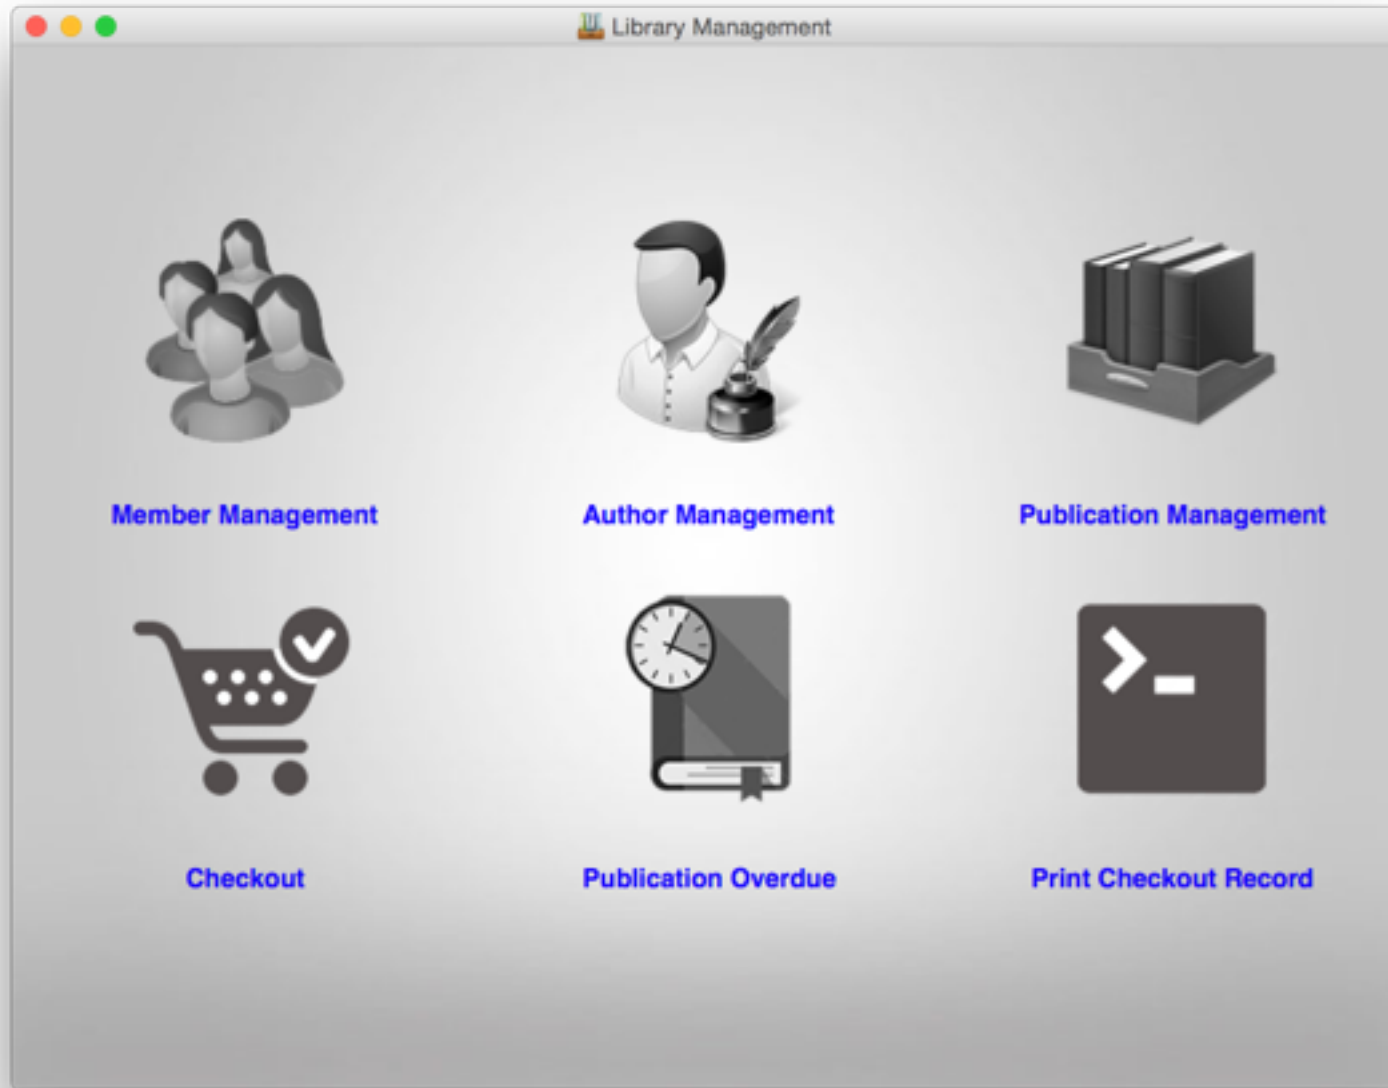 Library Management
Member Management
Author Management
Publication Management
Checkout
Publication Overdue
Print Checkout Record